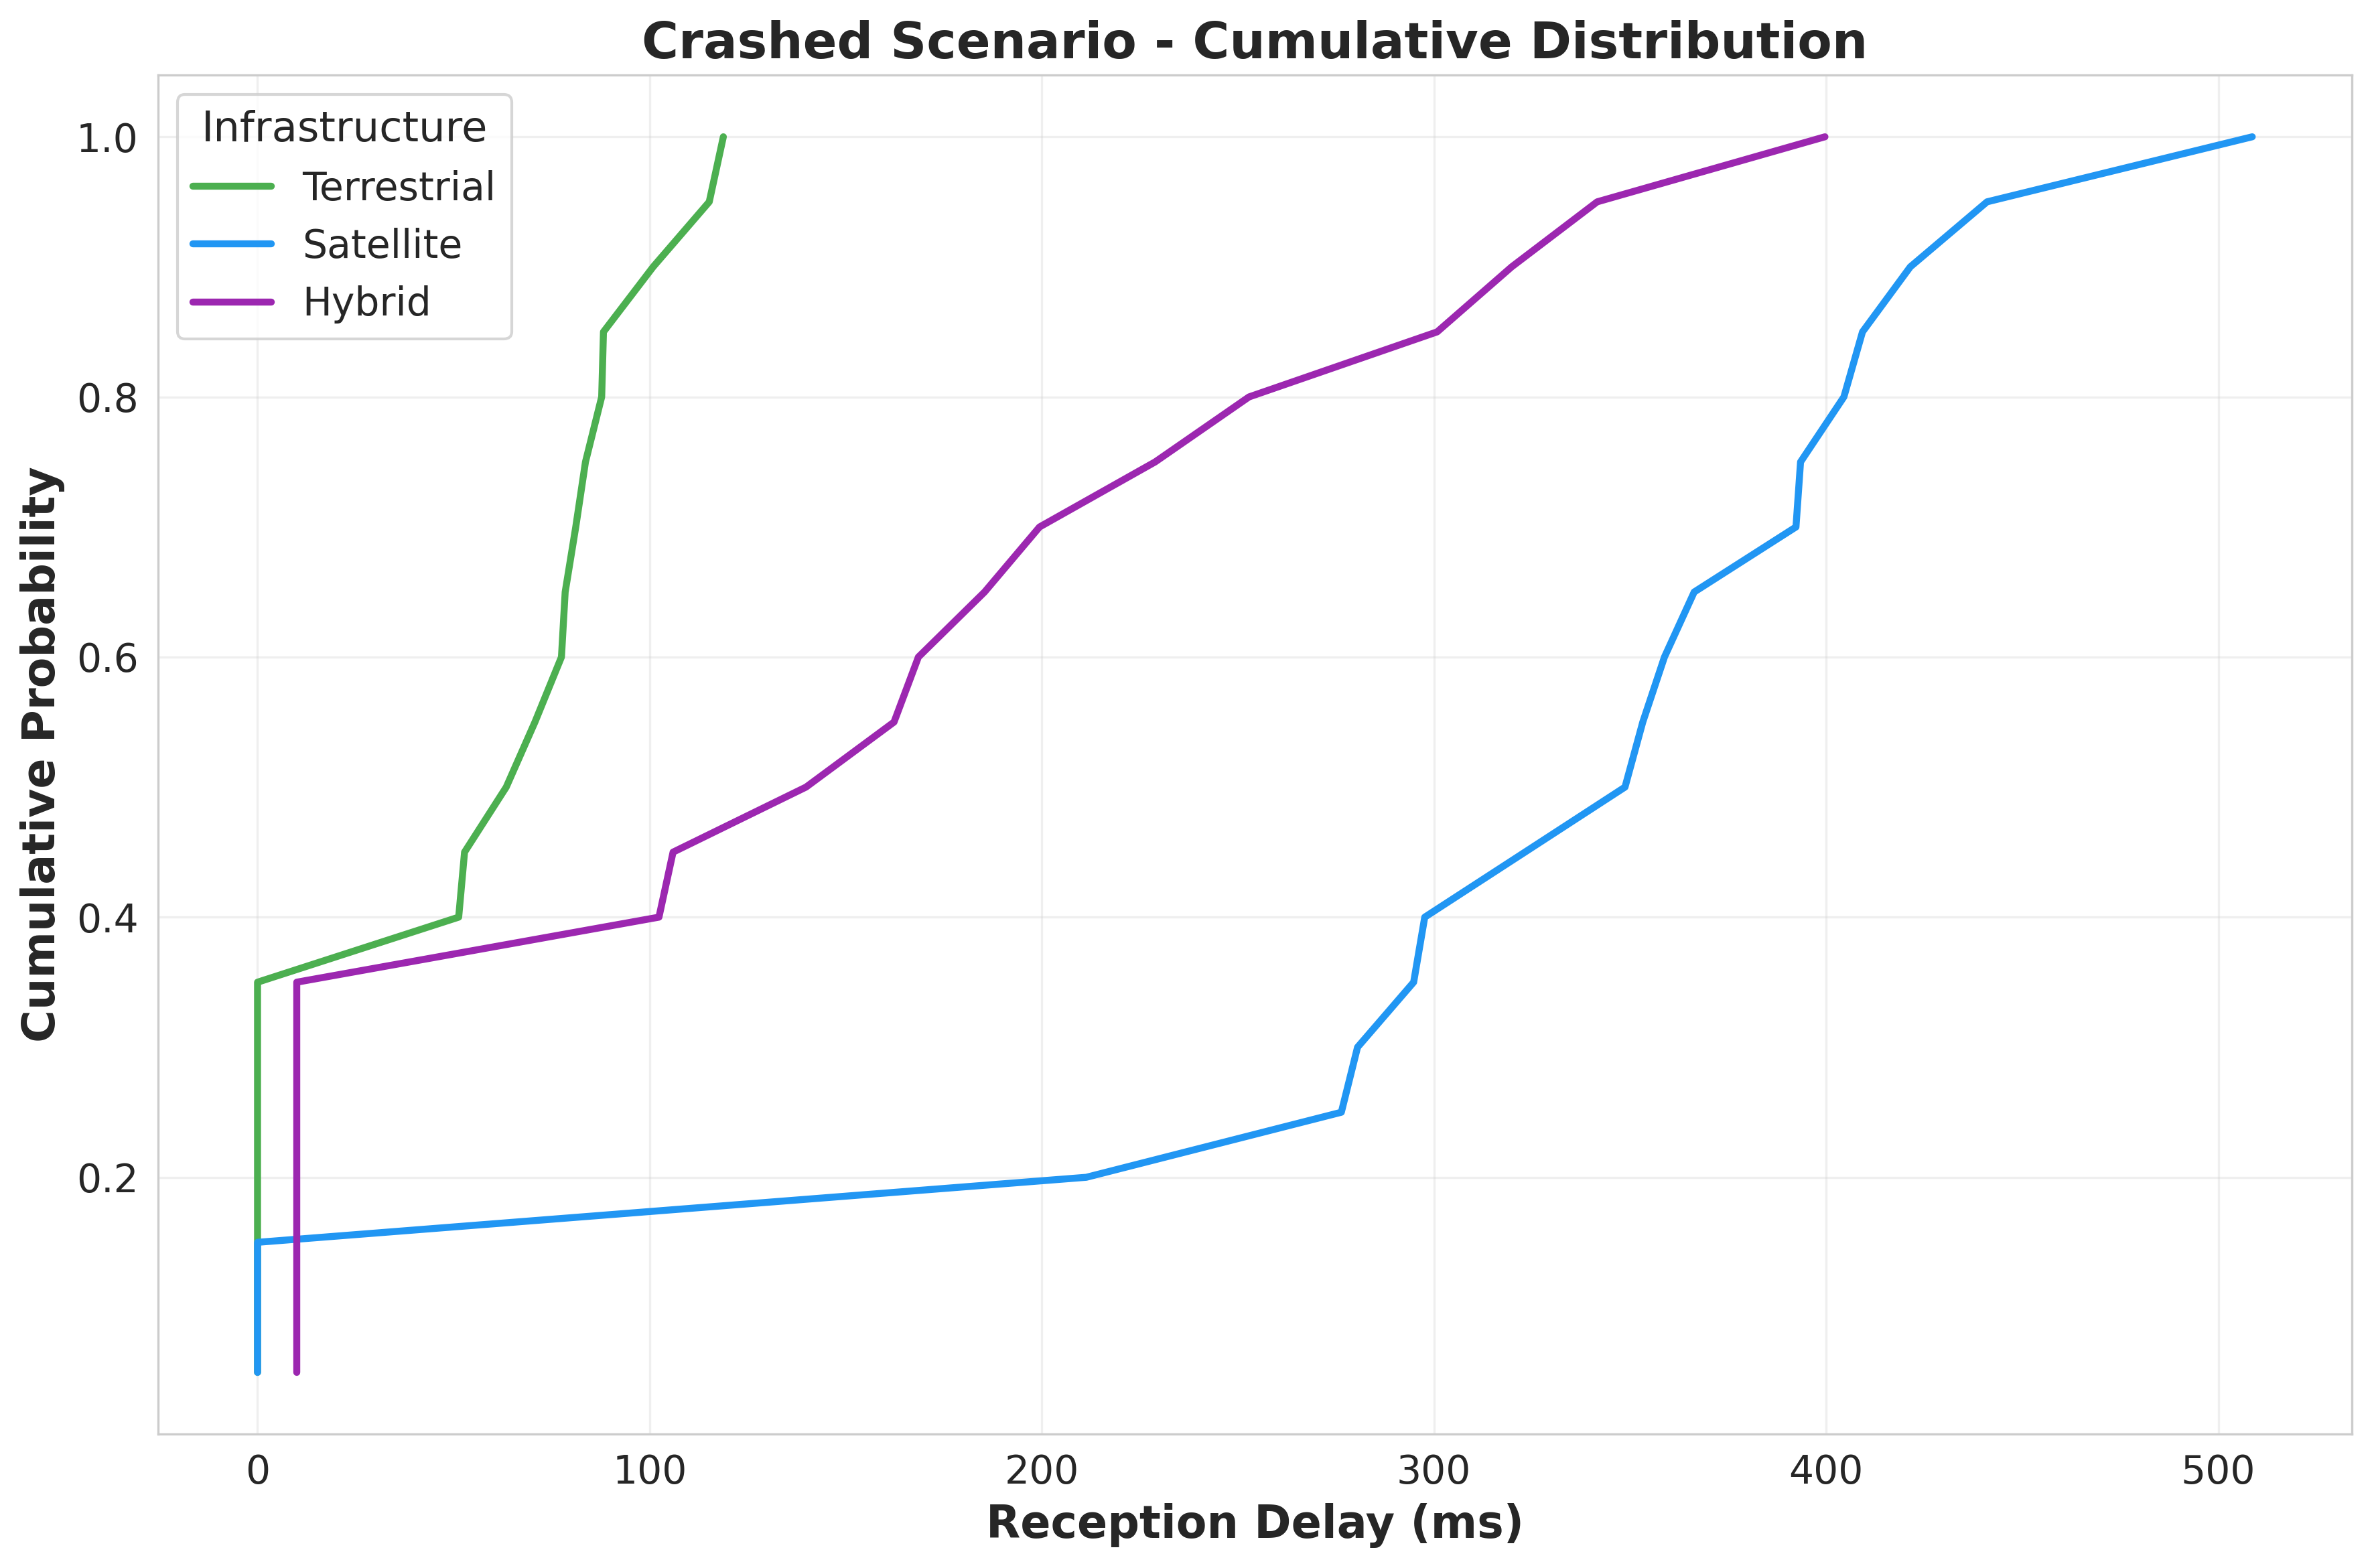 Crashed Scenario - Cumulative Distribution
Infrastructure
Terrestrial
Satellite
Hybrid
Cumulative Probability
1.0
0.8
0.6
0.4
0.2
0 100 200 300 400 500
Reception Delay (ms)